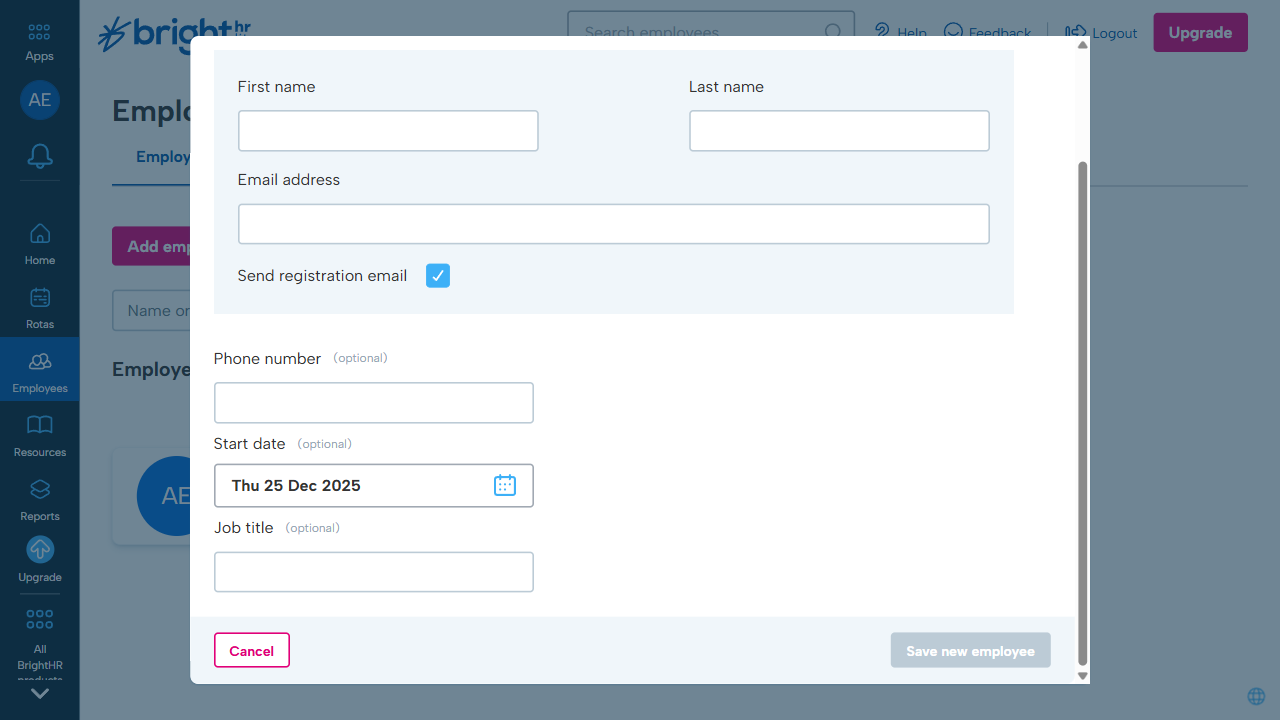 Apps
AE
Home
Rotas
Employees
Resources
Reports
Upgrade
All
BrightHR
products
bright hr
Search employees
Help
Feedback
Logout
Upgrade
Emplo
Employ
Add emp
Name or
Employe
AE
First name
Last name
Email address
Send registration email
Phone number (optional)
Start date (optional)
Thu 25 Dec 2025
Job title (optional)
Cancel
Save new employee